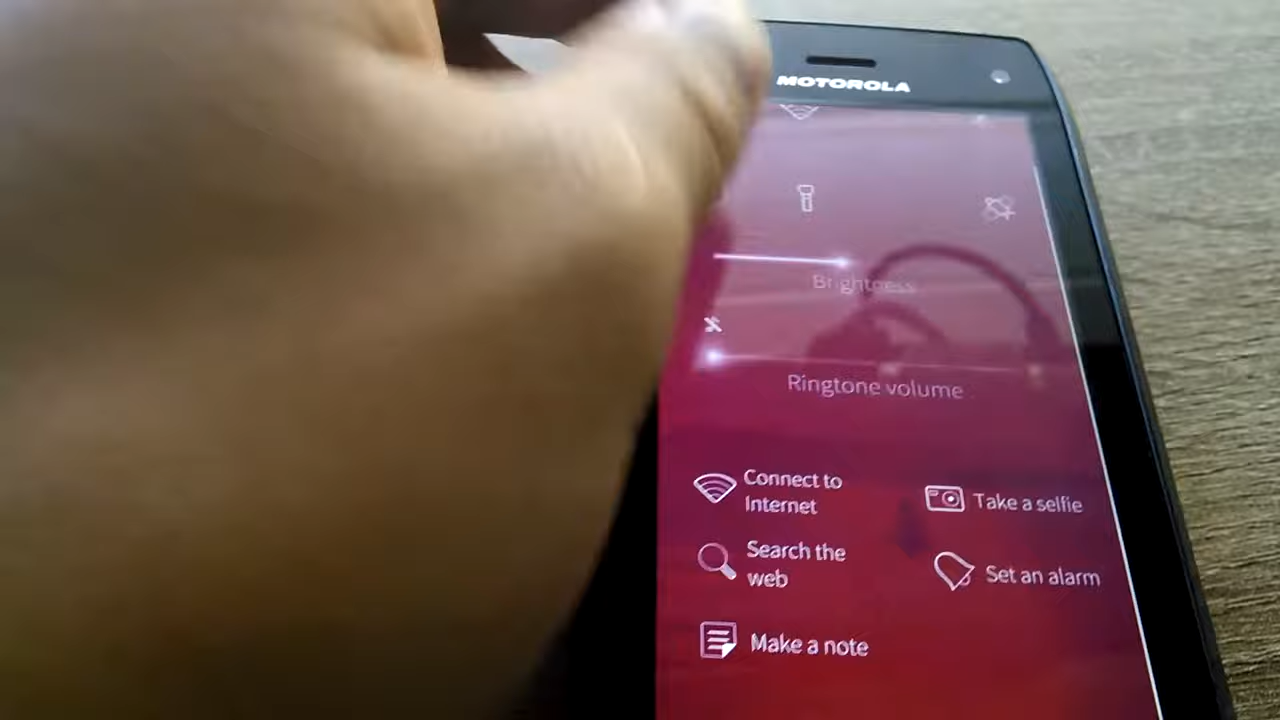 MOTOROLA
Brightness
Ringtone volume
Connect to
Internet
Take a selfie
Search the
web
Set an alarm
Make a note